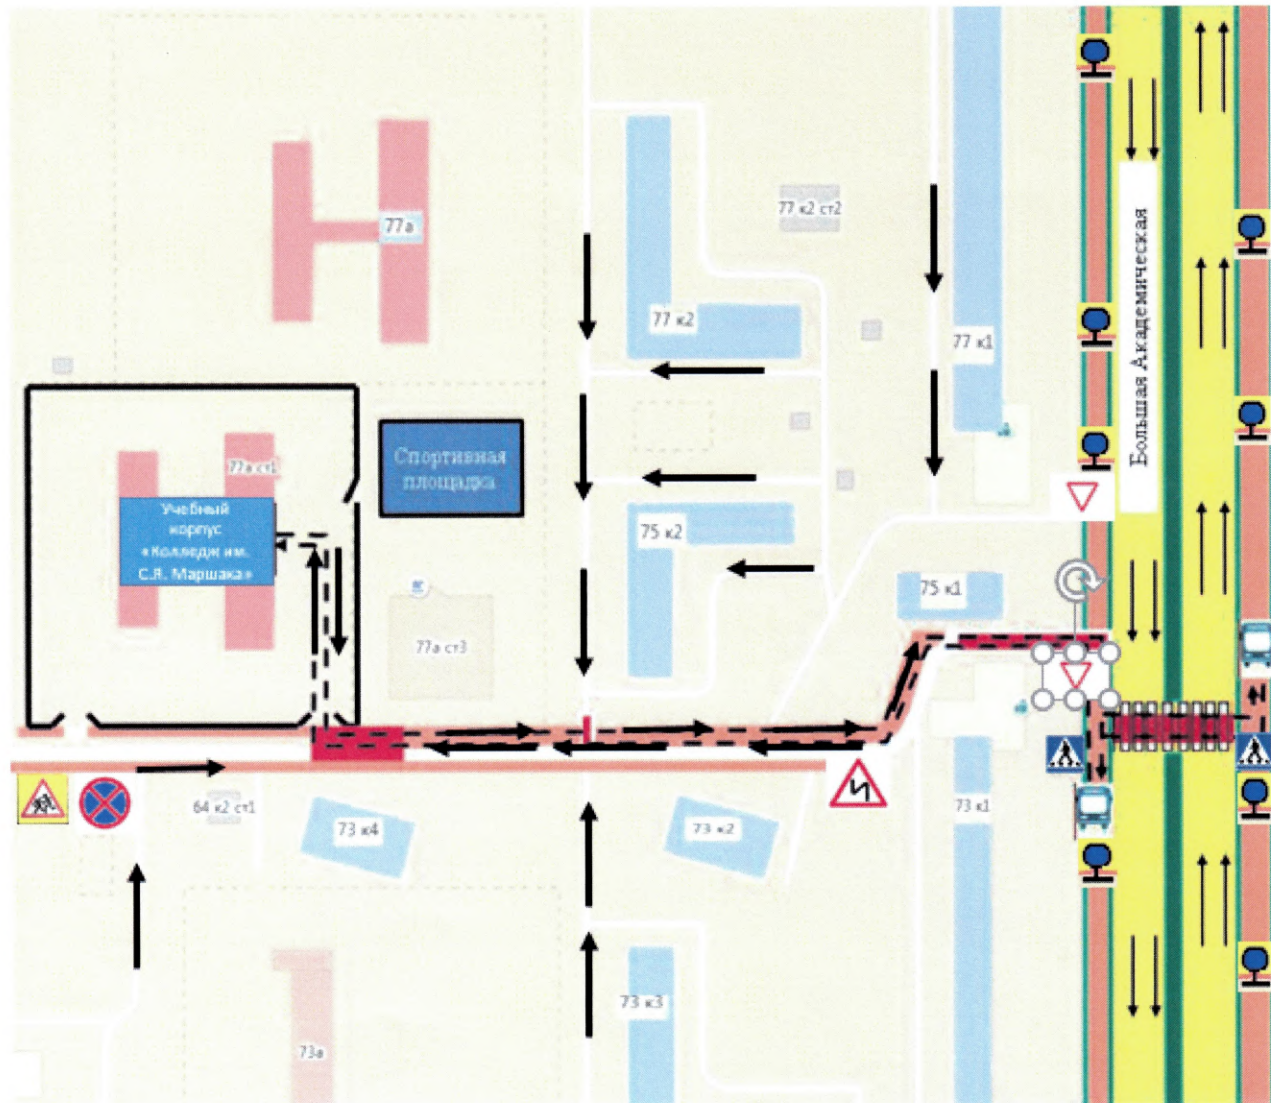 77а
77 к2 ст2
77 к2
77 к1
Большая Академическая
Спортивная
площадка
77а ст1
Учебный
корпус
«Колледж им.
С.Я. Маршака»
75 к2
75 к1
77а ст3
64 к2 ст1
73 к4
73 к2
73 к1
73 к3
73а